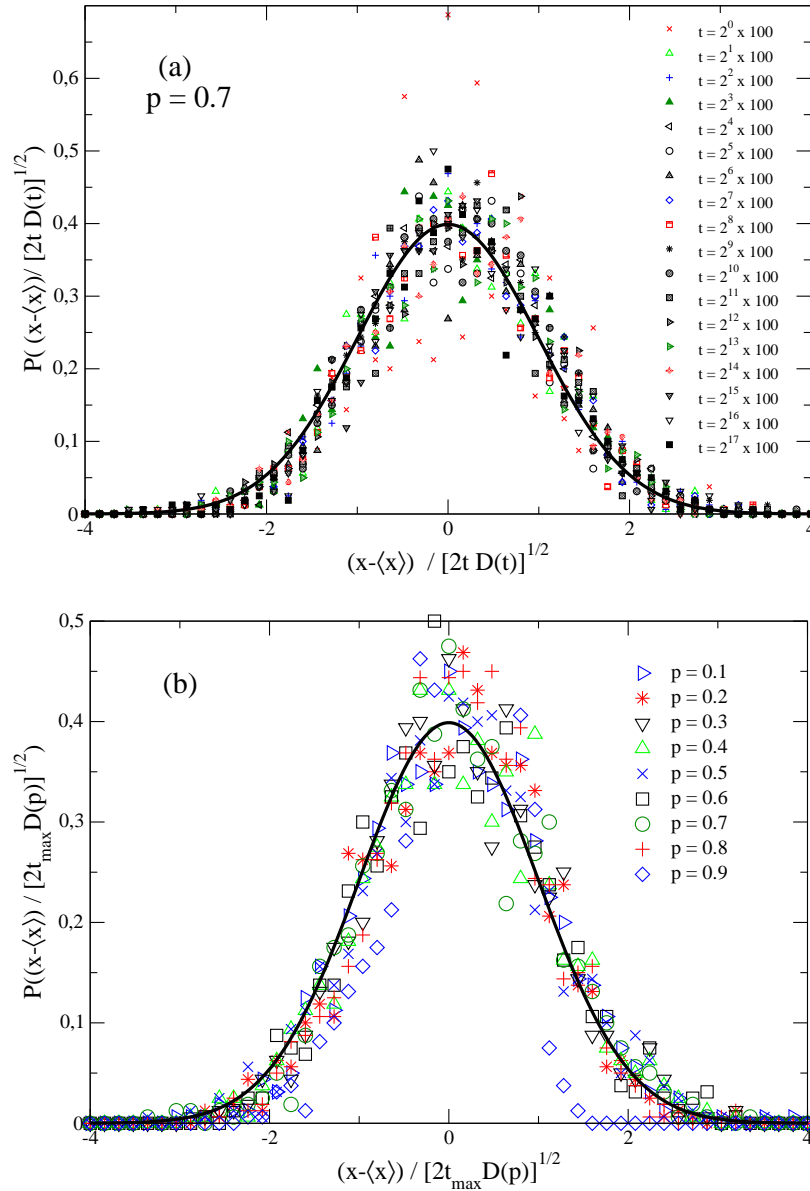 (a)
p = 0.7
P( (x-⟨x⟩)/ [2t D(t)]^{1/2} )
0,6
0,5
0,4
0,3
0,2
0,1
0
-4
-2
0
2
4
(x-⟨x⟩) / [2t D(t)]^{1/2}
t = 2^0 x 100
t = 2^1 x 100
t = 2^2 x 100
t = 2^3 x 100
t = 2^4 x 100
t = 2^5 x 100
t = 2^6 x 100
t = 2^7 x 100
t = 2^8 x 100
t = 2^9 x 100
t = 2^10 x 100
t = 2^11 x 100
t = 2^12 x 100
t = 2^13 x 100
t = 2^14 x 100
t = 2^15 x 100
t = 2^16 x 100
t = 2^17 x 100
(b)
P((x-⟨x⟩) / [2t_max D(p)]^{1/2})
0,5
0,4
0,3
0,2
0,1
0
-4
-2
0
2
4
(x-⟨x⟩) / [2t_max D(p)]^{1/2}
p = 0.1
p = 0.2
p = 0.3
p = 0.4
p = 0.5
p = 0.6
p = 0.7
p = 0.8
p = 0.9